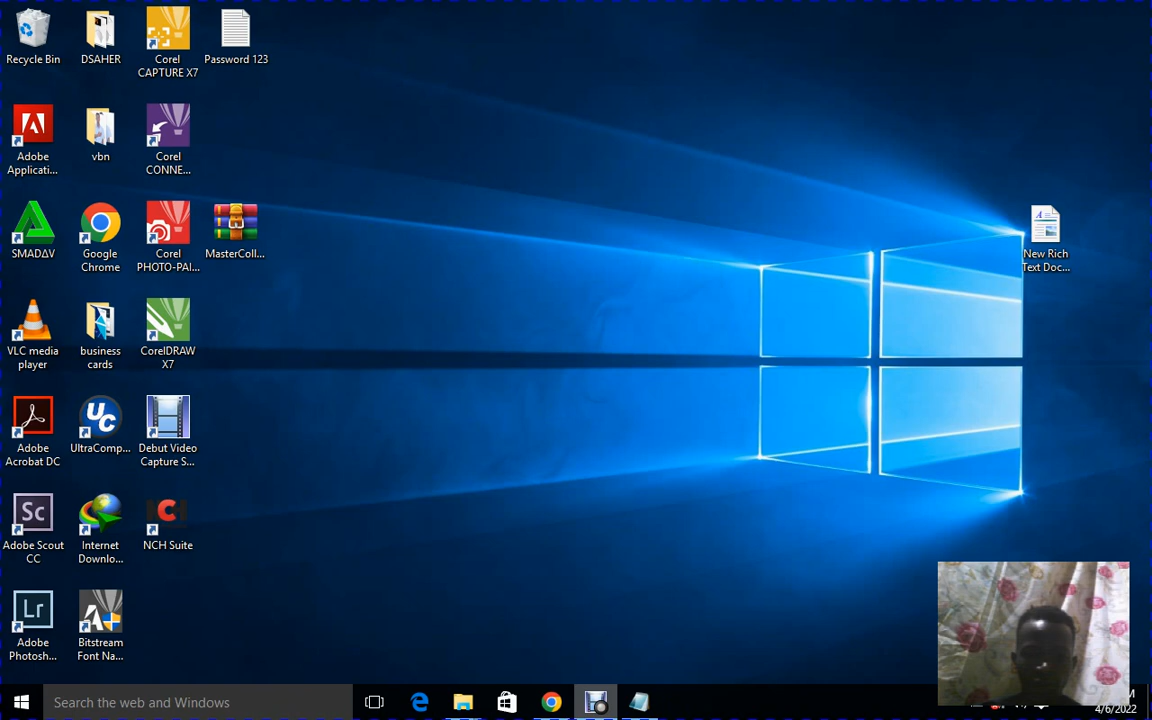 Recycle Bin
DSAHER
Corel
CAPTURE X7
Password 123
Adobe
Applicati...
vbn
Corel
CONNE...
SMADAV
Google
Chrome
Corel
PHOTO-PAI...
MasterColl...
New Rich
Text Doc...
VLC media
player
business
cards
CorelDRAW
X7
Adobe
Acrobat DC
UC
UltraComp...
Debut Video
Capture S...
Sc
Adobe Scout
CC
Internet
Downlo...
NCH Suite
Lr
Adobe
Photosh...
Bitstream
Font Na...
Search the web and Windows
4/6/2022